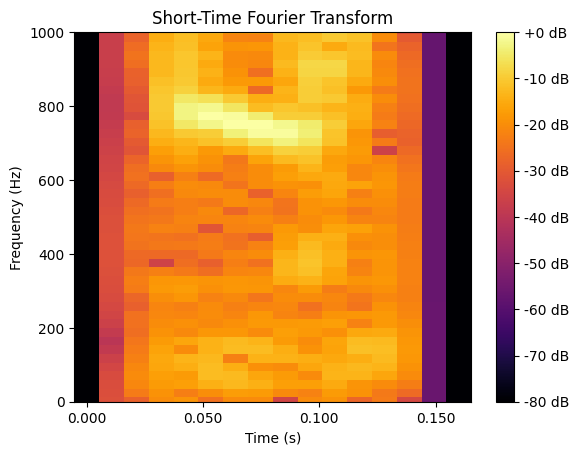 Short-Time Fourier Transform
1000
800
600
400
200
0
Frequency (Hz)
0.000
0.050
0.100
0.150
Time (s)
+0 dB
-10 dB
-20 dB
-30 dB
-40 dB
-50 dB
-60 dB
-70 dB
-80 dB